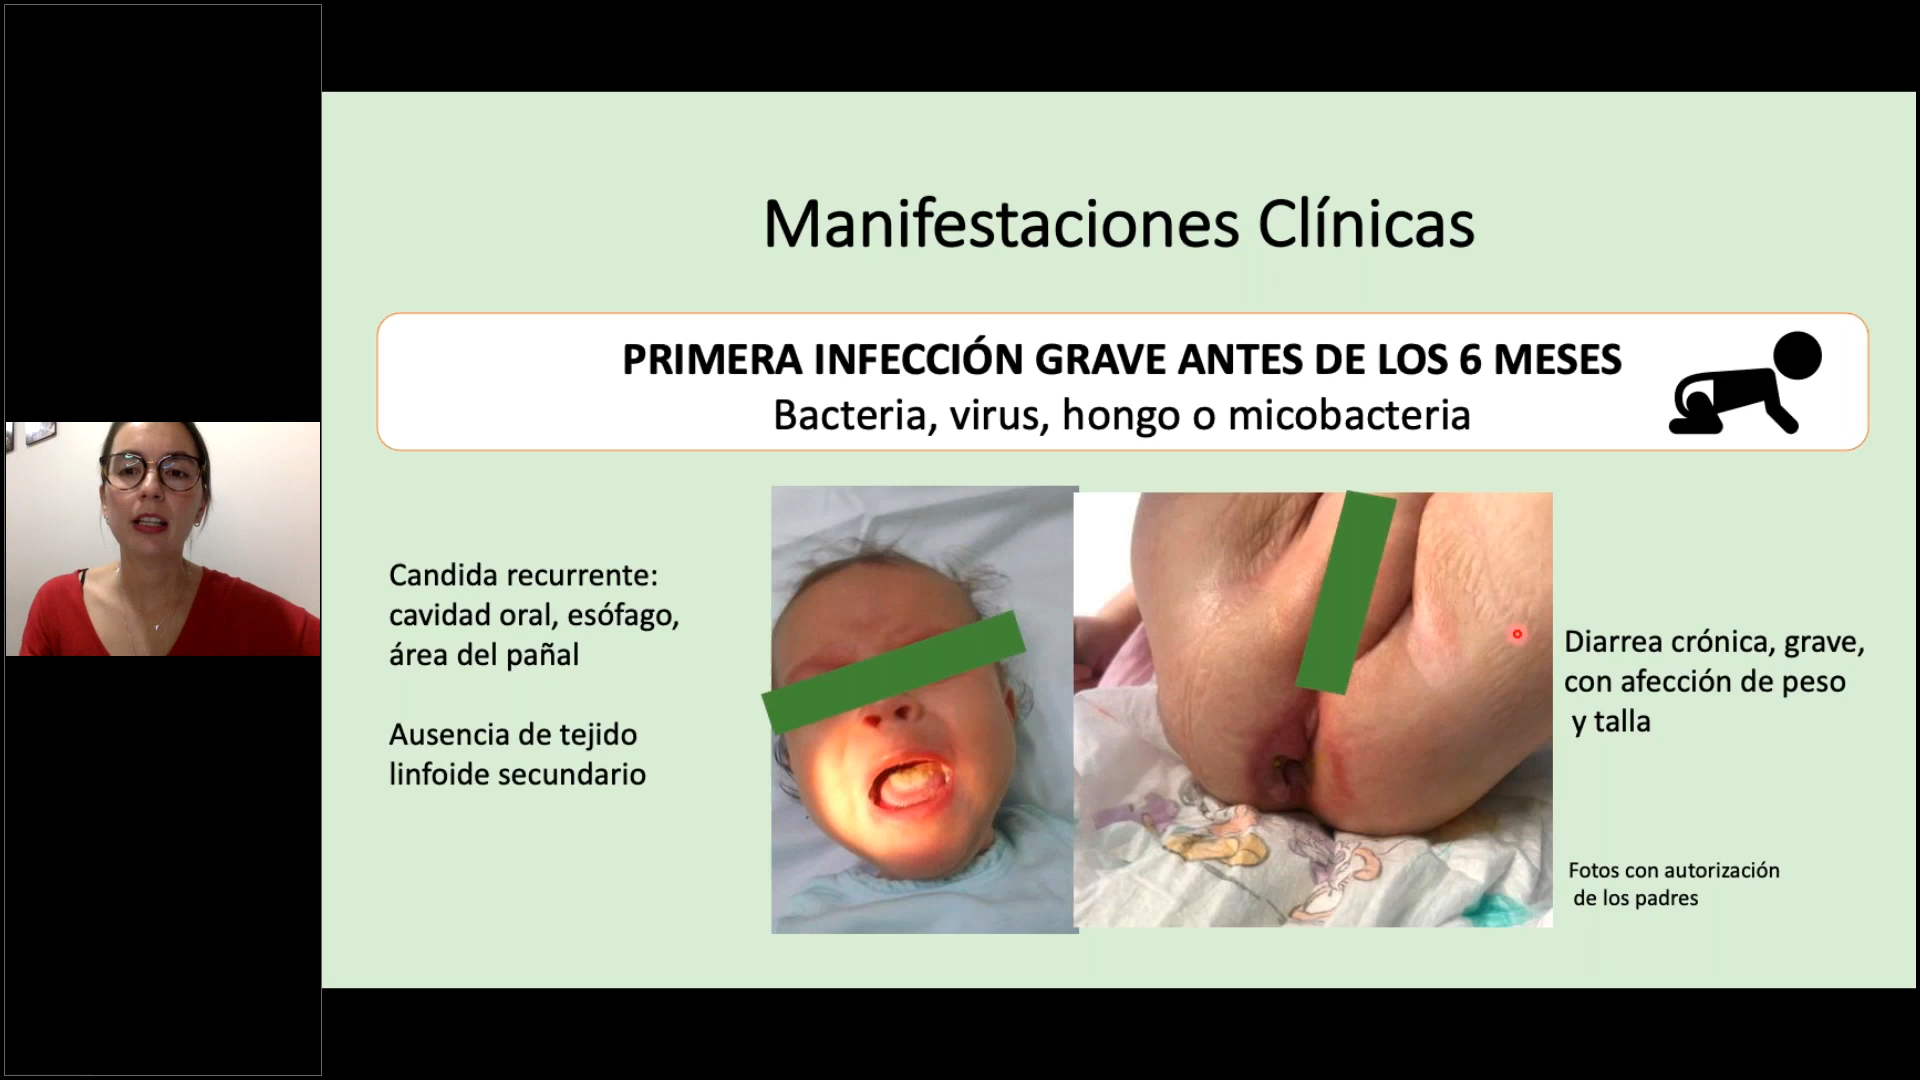 Manifestaciones Clínicas
PRIMERA INFECCIÓN GRAVE ANTES DE LOS 6 MESES
Bacteria, virus, hongo o micobacteria
Candida recurrente:
cavidad oral, esófago,
área del pañal
Ausencia de tejido
linfoide secundario
Diarrea crónica, grave,
con afección de peso
y talla
Fotos con autorización
de los padres